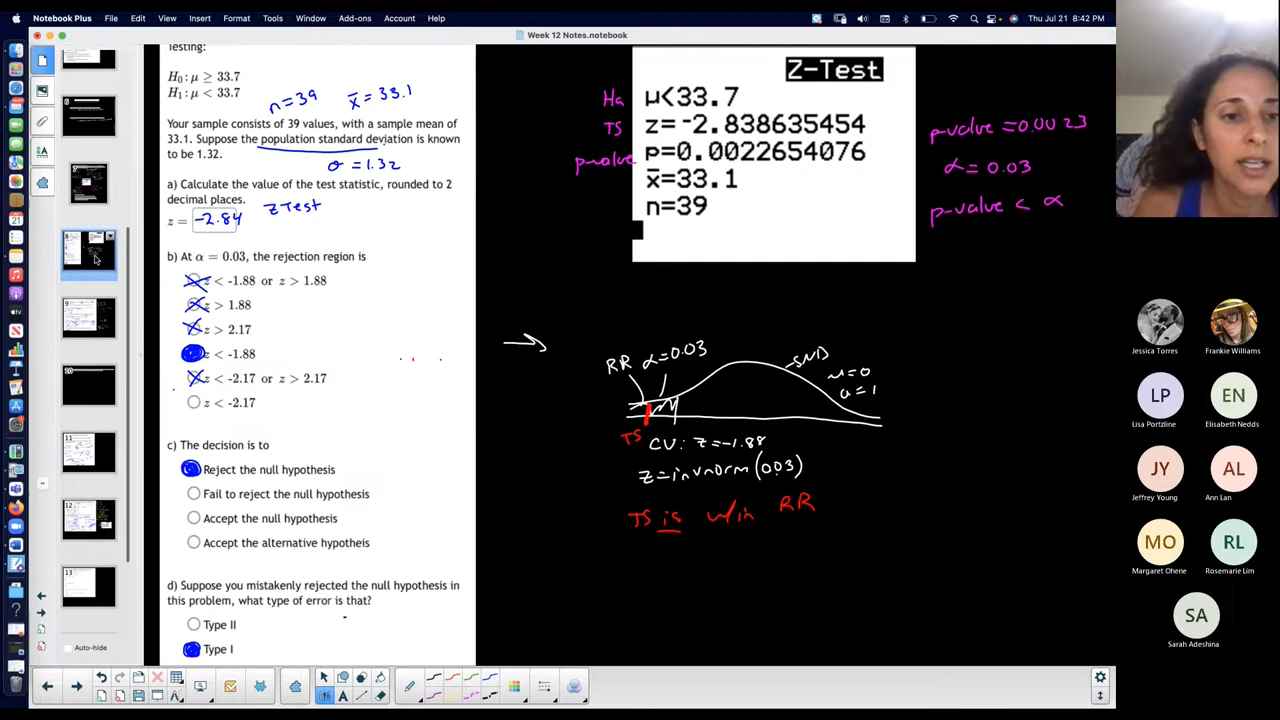 Notebook Plus File Edit View Insert Format Tools Window Add-ons Account Help Thu Jul 21 8:42 PM
Week 12 Notes.notebook
Testing:
H₀: μ ≥ 33.7
H₁: μ < 33.7
n=39 x̄=33.1
Your sample consists of 39 values, with a sample mean of
33.1. Suppose the population standard deviation is known
to be 1.32.
σ=1.32
a) Calculate the value of the test statistic, rounded to 2
decimal places.
z Test
z = -2.84
b) At α = 0.03, the rejection region is
z < -1.88 or z > 1.88
z > 1.88
z > 2.17
z < -1.88
z < -2.17 or z > 2.17
z < -2.17
c) The decision is to
Reject the null hypothesis
Fail to reject the null hypothesis
Accept the null hypothesis
Accept the alternative hypotheis
d) Suppose you mistakenly rejected the null hypothesis in
this problem, what type of error is that?
Type II
Type I
Z-Test
Ha μ<33.7
TS z=-2.838635454
p-value p=0.0022654076
x̄=33.1
n=39
p-value = 0.0023
α = 0.03
p-value < α
RR α=0.03
SND
μ=0
σ=1
TS
CV: z=-1.88
z=invnorm(0.03)
TS is w/in RR
8
9
10
11
12
13
Auto-hide
Jessica Torres
Frankie Williams
LP
Lisa Portzline
EN
Elisabeth Nedds
JY
Jeffrey Young
AL
Ann Lan
MO
Margaret Ohene
RL
Rosemarie Lim
SA
Sarah Adeshina